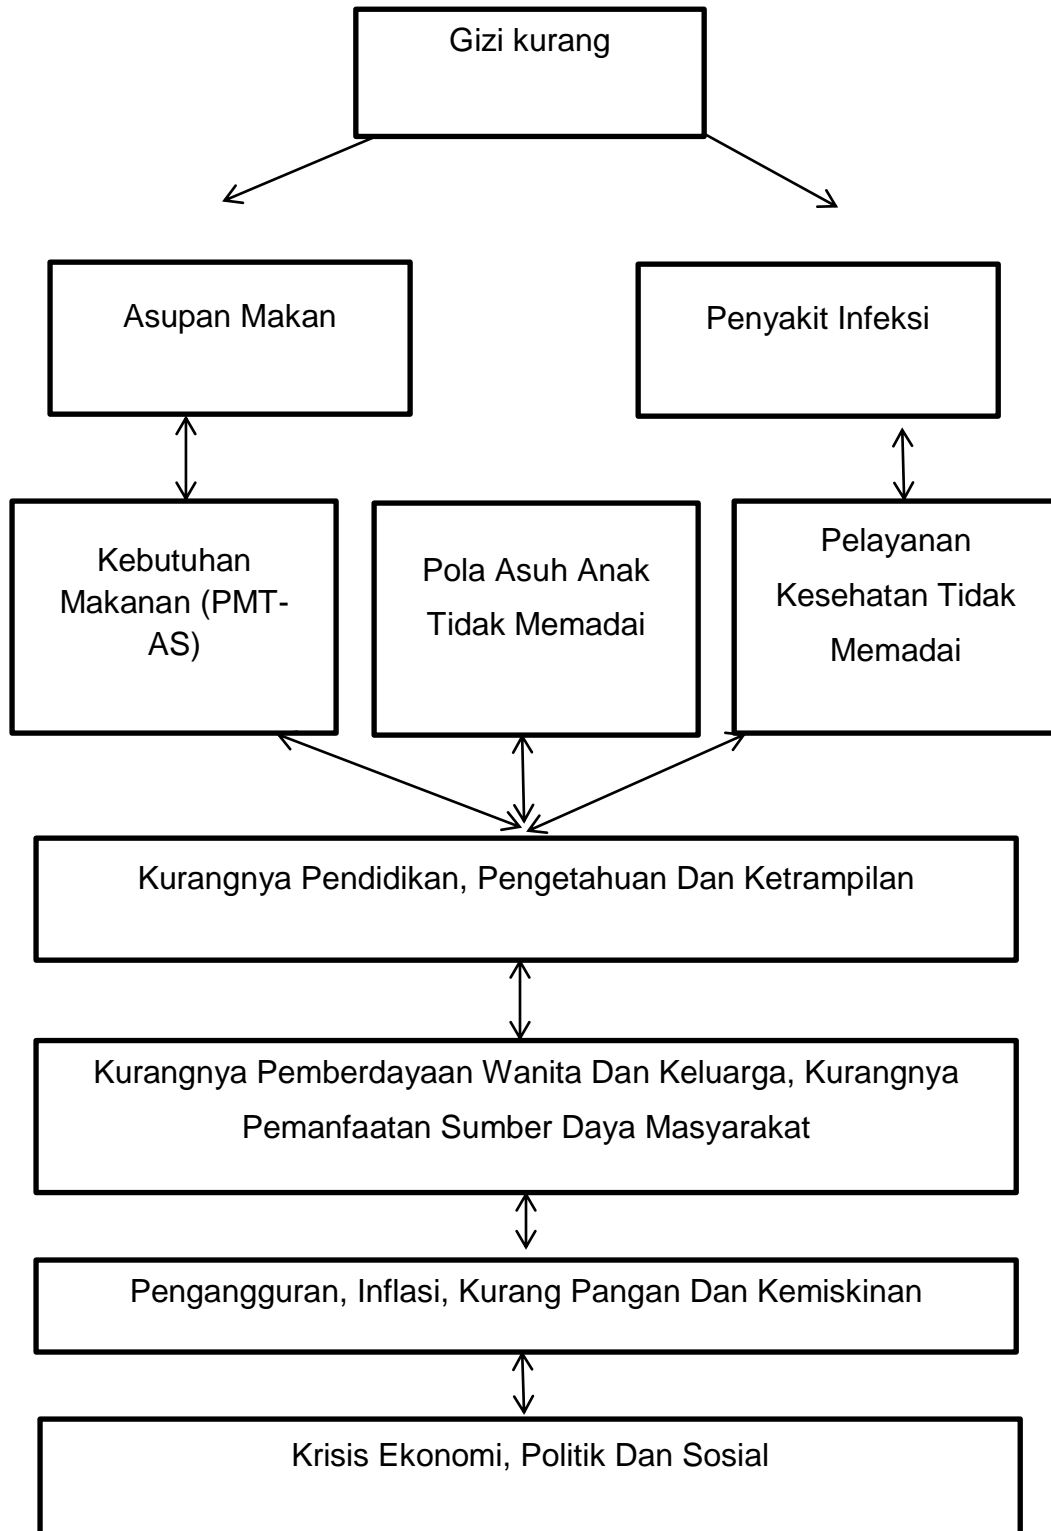 Gizi kurang
Asupan Makan
Penyakit Infeksi
Kebutuhan
Makanan (PMT-
AS)
Pola Asuh Anak
Tidak Memadai
Pelayanan
Kesehatan Tidak
Memadai
Kurangnya Pendidikan, Pengetahuan Dan Ketrampilan
Kurangnya Pemberdayaan Wanita Dan Keluarga, Kurangnya
Pemanfaatan Sumber Daya Masyarakat
Pengangguran, Inflasi, Kurang Pangan Dan Kemiskinan
Krisis Ekonomi, Politik Dan Sosial